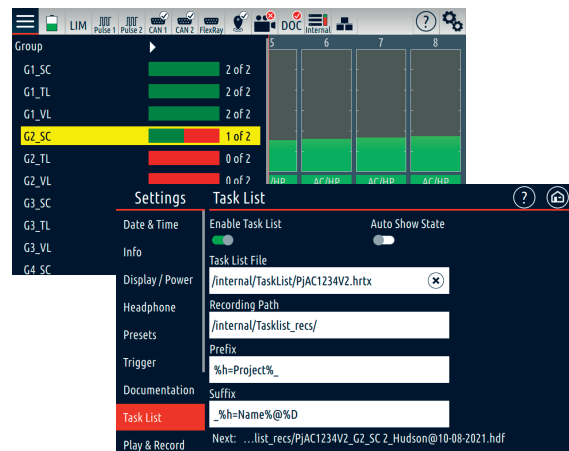 LIM Pulse 1 Pulse 2 CAN 1 CAN 2 FlexRay DOC Internal ?
Group
5 6 7 8
G1_SC 2 of 2
G1_TL 2 of 2
G1_VL 2 of 2
G2_SC 1 of 2
G2_TL 0 of 2
G2_VL 0 of 2
/HP AC/HP AC/HP AC/HP
G3_SC
G3_TL
G3_VL
G4_SC
Settings Task List ?
Date & Time
Info
Display / Power
Headphone
Presets
Trigger
Documentation
Task List
Play & Record
Enable Task List Auto Show State
Task List File
/internal/TaskList/PjAC1234V2.hrtx
Recording Path
/internal/Tasklist_recs/
Prefix
%h=Project%_
Suffix
_%h=Name%@%D
Next: ...list_recs/PjAC1234V2_G2_SC 2_Hudson@10-08-2021.hdf